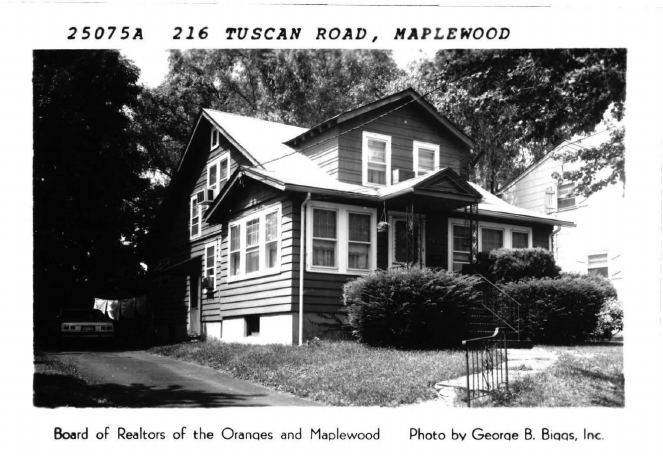 25075A 216 TUSCAN ROAD, MAPLEWOOD
Board of Realtors of the Oranges and Maplewood Photo by George B. Biggs, Inc.